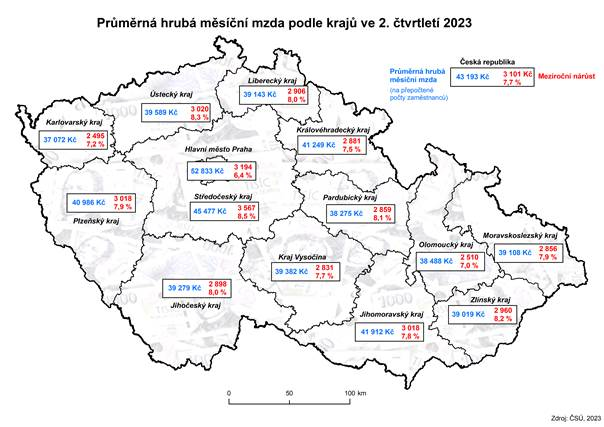 Průměrná hrubá měsíční mzda podle krajů ve 2. čtvrtletí 2023
Česká republika
Průměrná hrubá
měsíční mzda
(na přepočtené
počty zaměstnanců)
43 193 Kč
3 101 Kč
7,7 %
Meziroční nárůst
Liberecký kraj
39 143 Kč
2 906
8,0 %
Ústecký kraj
39 589 Kč
3 020
8,3 %
Karlovarský kraj
37 072 Kč
2 495
7,2 %
Královéhradecký kraj
41 249 Kč
2 881
7,5 %
Hlavní město Praha
52 833 Kč
3 194
6,4 %
Středočeský kraj
45 477 Kč
3 567
8,5 %
40 986 Kč
3 018
7,9 %
Plzeňský kraj
Pardubický kraj
38 275 Kč
2 859
8,1 %
Moravskoslezský kraj
39 108 Kč
2 856
7,9 %
Olomoucký kraj
38 488 Kč
2 510
7,0 %
Kraj Vysočina
39 382 Kč
2 831
7,7 %
39 279 Kč
2 898
8,0 %
Jihočeský kraj
Zlínský kraj
39 019 Kč
2 960
8,2 %
Jihomoravský kraj
41 912 Kč
3 018
7,8 %
0 50 100 km
Zdroj: ČSÚ, 2023